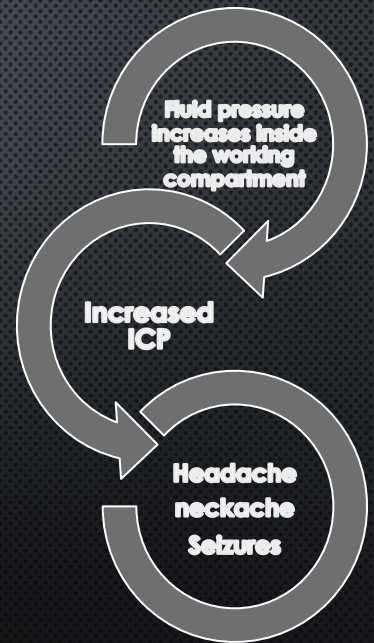 Fluid pressure
increases inside
the working
compartment
Increased
ICP
Headache
neckache
Seizures